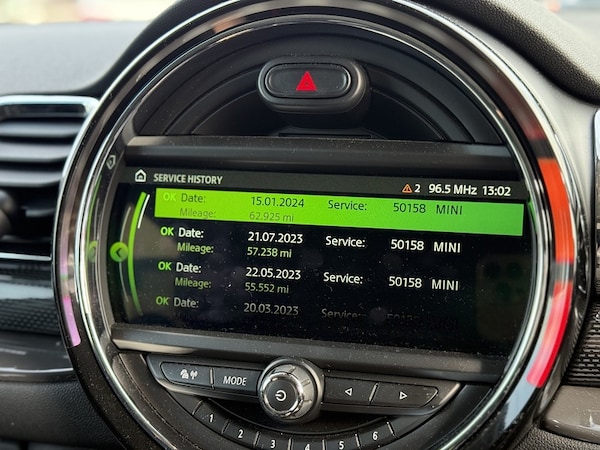 SERVICE HISTORY 2 96.5 MHz 13:02
OK Date: 15.01.2024 Service: 50158 MINI
Mileage: 62.925 mi
OK Date: 21.07.2023 Service: 50158 MINI
Mileage: 57.238 mi
OK Date: 22.05.2023 Service: 50158 MINI
Mileage: 55.552 mi
OK Date: 20.03.2023 Service:
MODE
1 2 3 4 5 6